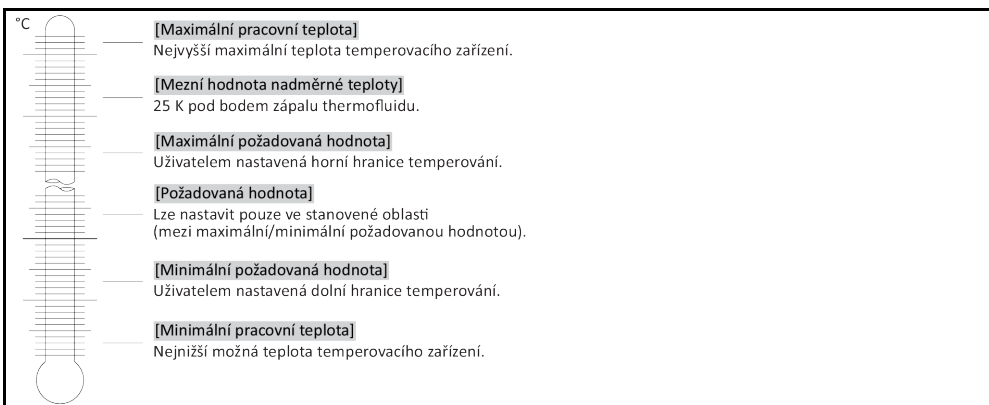 °C
[Maximální pracovní teplota]
Nejvyšší maximální teplota temperovacího zařízení.
[Mezní hodnota nadměrné teploty]
25 K pod bodem zápalu thermofluidu.
[Maximální požadovaná hodnota]
Uživatelem nastavená horní hranice temperování.
[Požadovaná hodnota]
Lze nastavit pouze ve stanovené oblasti
(mezi maximální/minimální požadovanou hodnotou).
[Minimální požadovaná hodnota]
Uživatelem nastavená dolní hranice temperování.
[Minimální pracovní teplota]
Nejnižší možná teplota temperovacího zařízení.